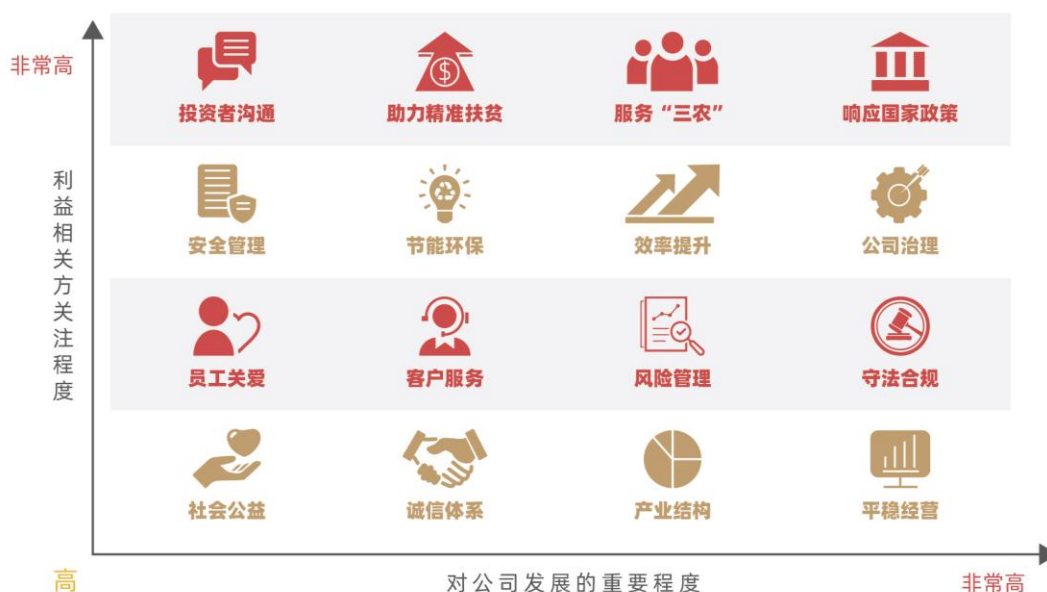 非常高
投资者沟通
助力精准扶贫
服务“三农”
响应国家政策
利益相关方关注程度
安全管理
节能环保
效率提升
公司治理
员工关爱
客户服务
风险管理
守法合规
社会公益
诚信体系
产业结构
平稳经营
高
对公司发展的重要程度
非常高